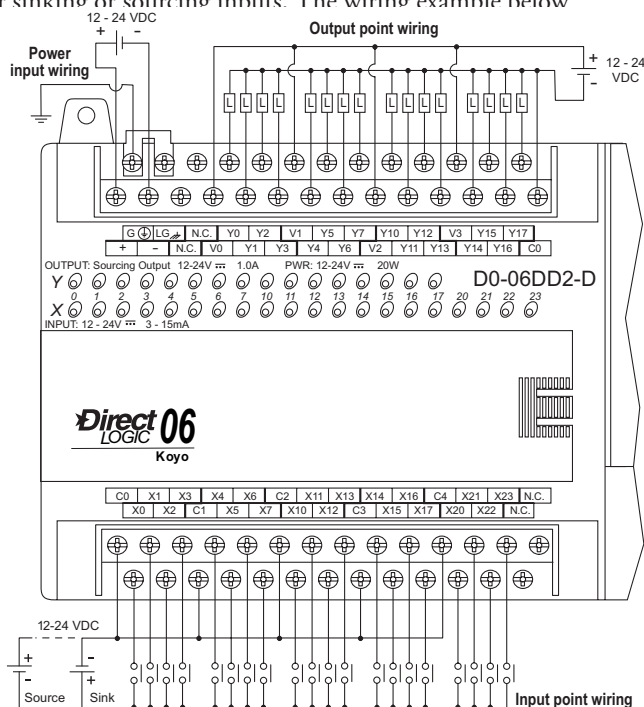 r sinking or sourcing inputs. The wiring example below
12 - 24 VDC
+ -
Power
input wiring
Output point wiring
+
-
12 - 24
VDC
L L L L L L L L L L L L L L L L
G LG N.C. Y0 Y2 V1 Y5 Y7 Y10 Y12 V3 Y15 Y17
+ - N.C. V0 Y1 Y3 Y4 Y6 V2 Y11 Y13 Y14 Y16 C0
OUTPUT: Sourcing Output 12-24V 1.0A PWR: 12-24V 20W
D0-06DD2-D
Y
0 1 2 3 4 5 6 7 10 11 12 13 14 15 16 17 20 21 22 23
X
INPUT: 12 - 24V 3 - 15mA
Direct
LOGIC 06
Koyo
C0 X1 X3 X4 X6 C2 X11 X13 X14 X16 C4 X21 X23 N.C.
X0 X2 C1 X5 X7 X10 X12 C3 X15 X17 X20 X22 N.C.
12-24 VDC
+ -
- +
Source Sink
Input point wiring